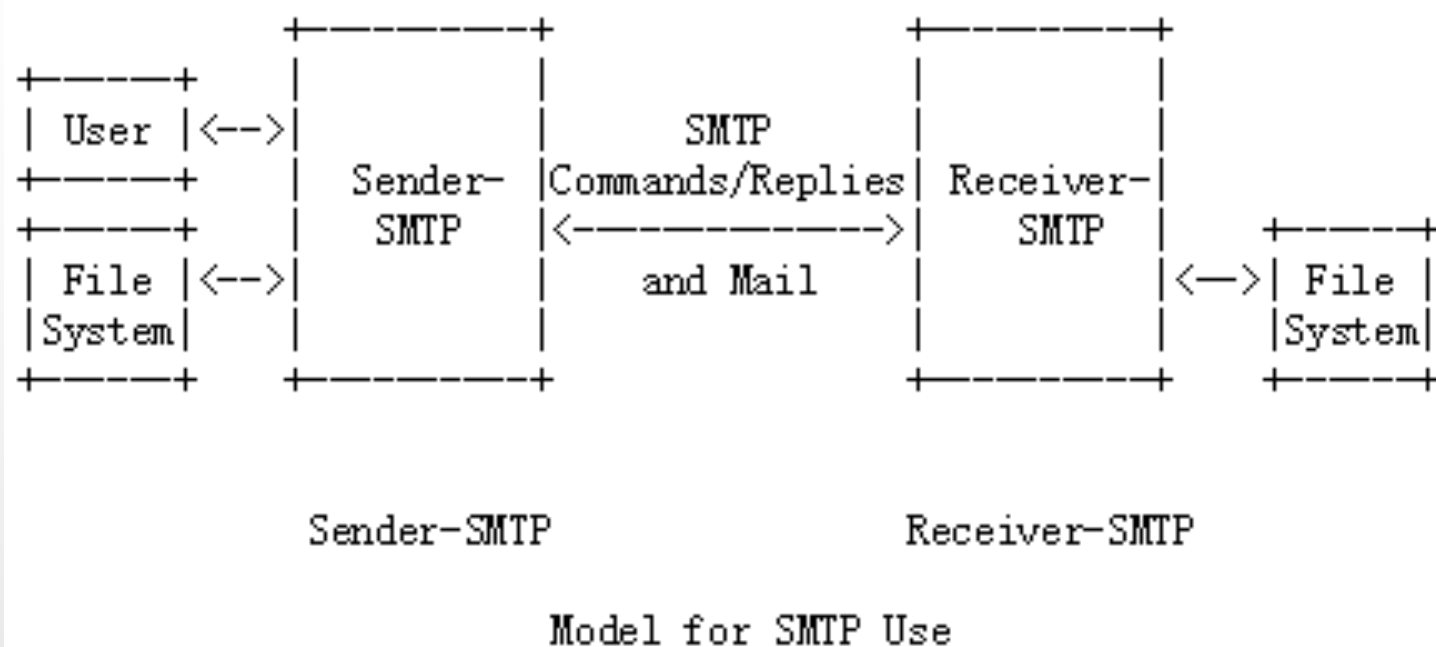 +----------+                +----------+
+------+    |          |                |          |
| User |<-->|          |      SMTP      |          |
+------+    | Sender-  |Commands/Replies| Receiver-|
+------+    |   SMTP   |<-------------->|    SMTP  |    +------+
| File |<-->|          |    and Mail    |          |<-->| File |
|System|    |          |                |          |    |System|
+------+    +----------+                +----------+    +------+
Sender-SMTP                Receiver-SMTP
Model for SMTP Use